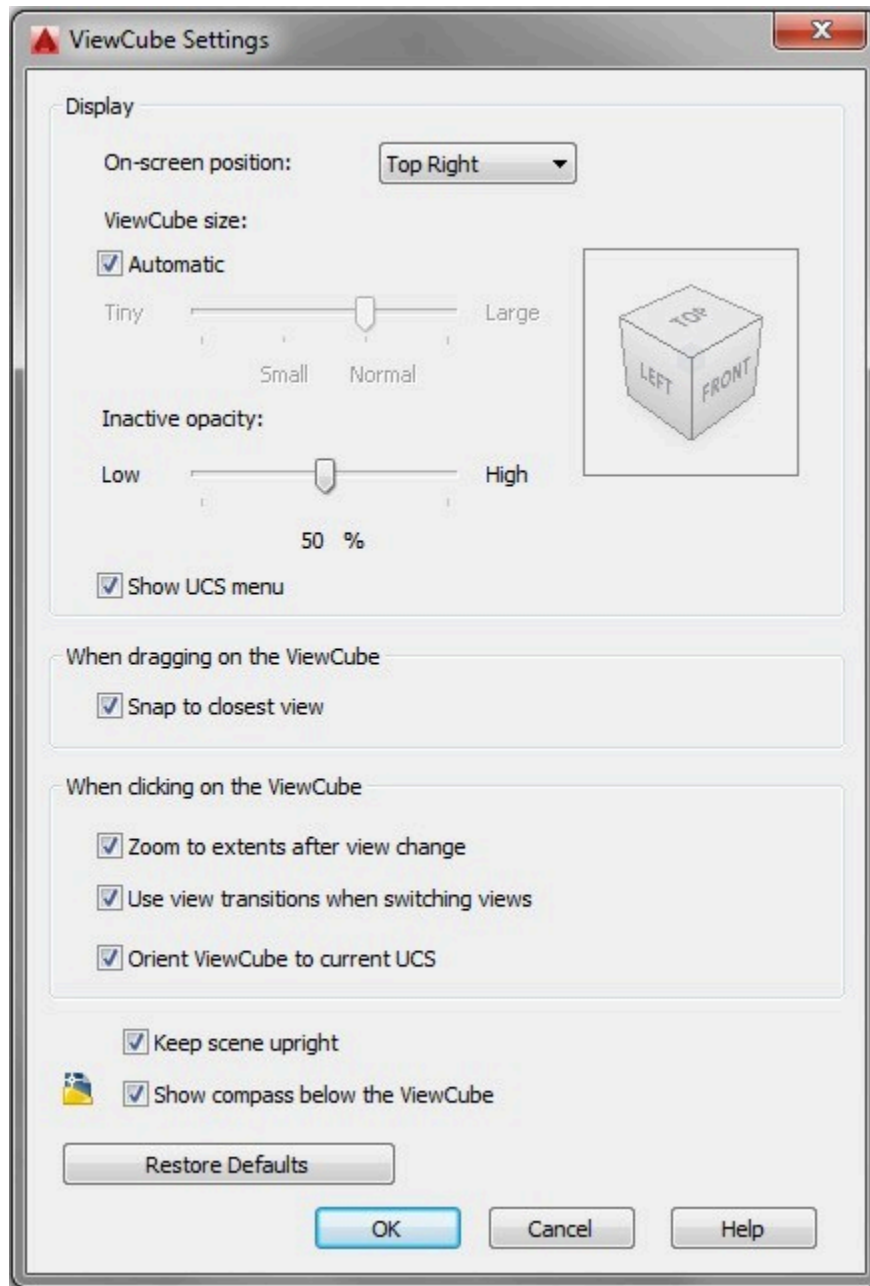 ViewCube Settings
Display
On-screen position: Top Right
ViewCube size:
Automatic
Tiny Large
Small Normal
TOP
LEFT FRONT
Inactive opacity:
Low High
50 %
Show UCS menu
When dragging on the ViewCube
Snap to closest view
When clicking on the ViewCube
Zoom to extents after view change
Use view transitions when switching views
Orient ViewCube to current UCS
Keep scene upright
Show compass below the ViewCube
Restore Defaults
OK Cancel Help